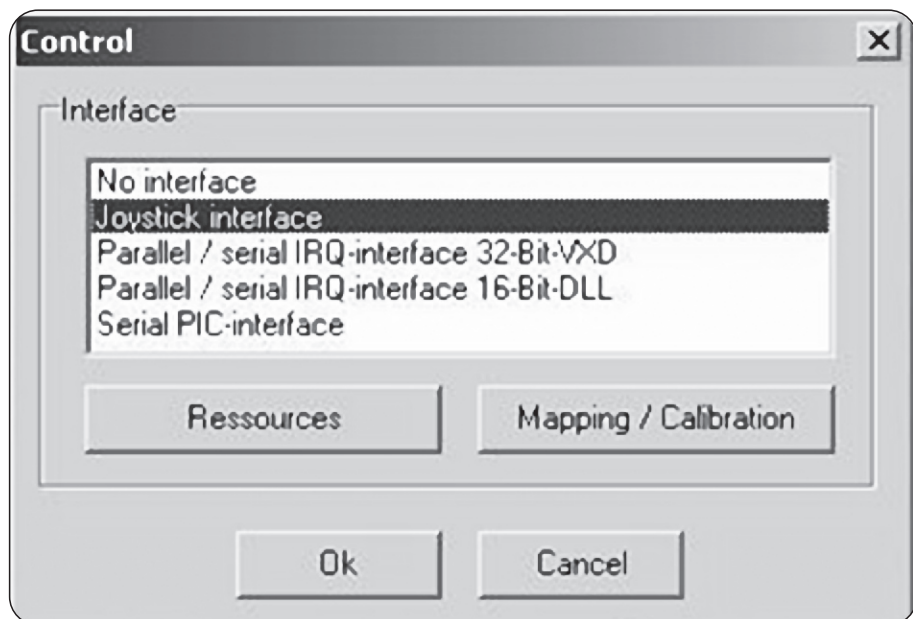 Control
Interface
No interface
Joystick interface
Parallel / serial IRQ-interface 32-Bit-VXD
Parallel / serial IRQ-interface 16-Bit-DLL
Serial PIC-interface
Ressources
Mapping / Calibration
Ok
Cancel